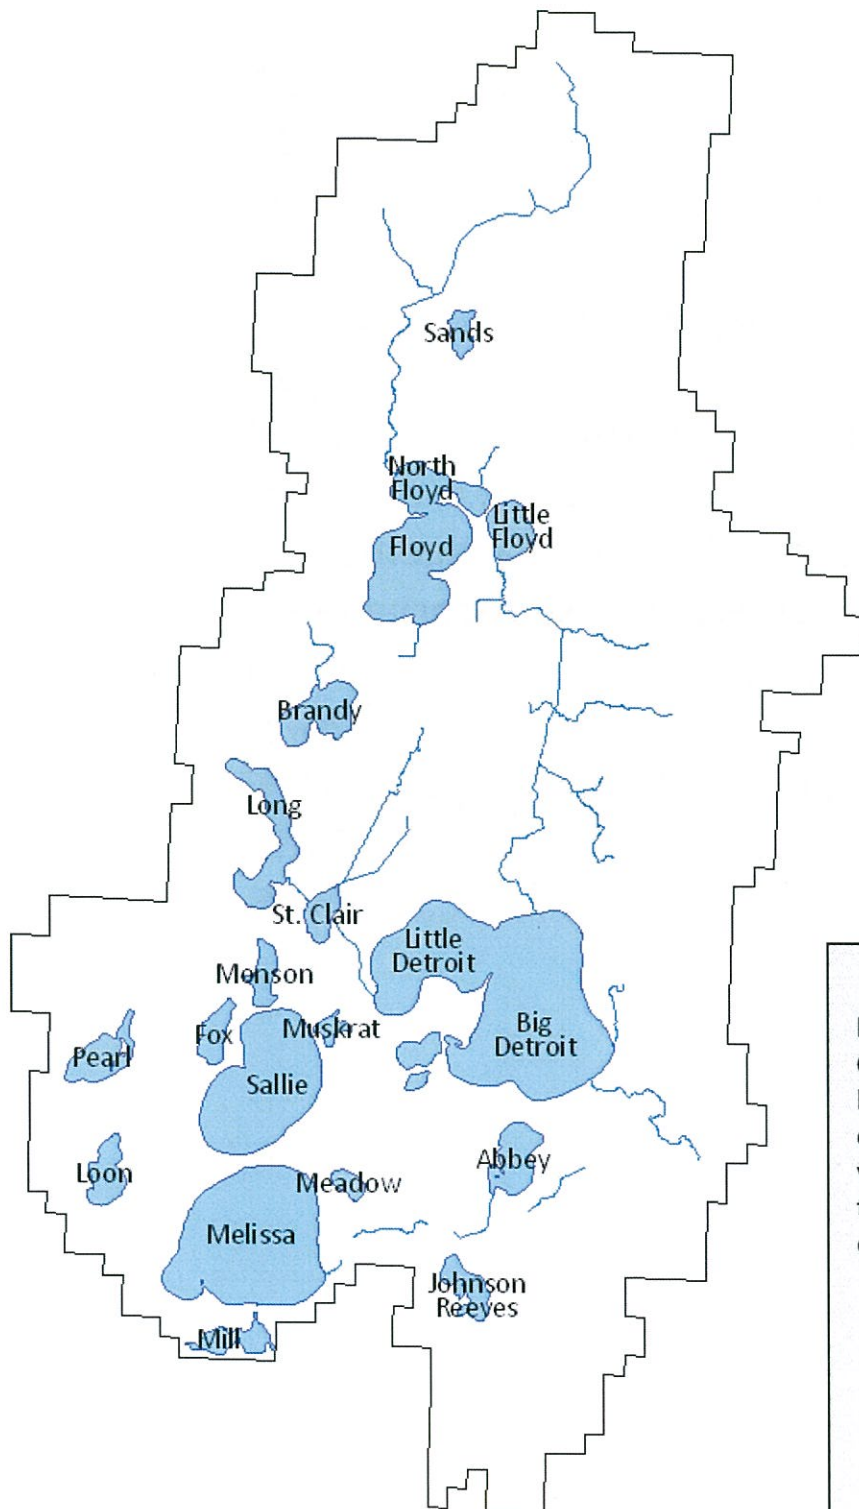 Sands
North
Floyd
Little
Floyd
Floyd
Brandy
Long
St. Clair
Little
Detroit
Monson
Big
Detroit
Fox
Muskrat
Pearl
Sallie
Abbey
Loon
Meadow
Melissa
Johnson
Reeves
Mill